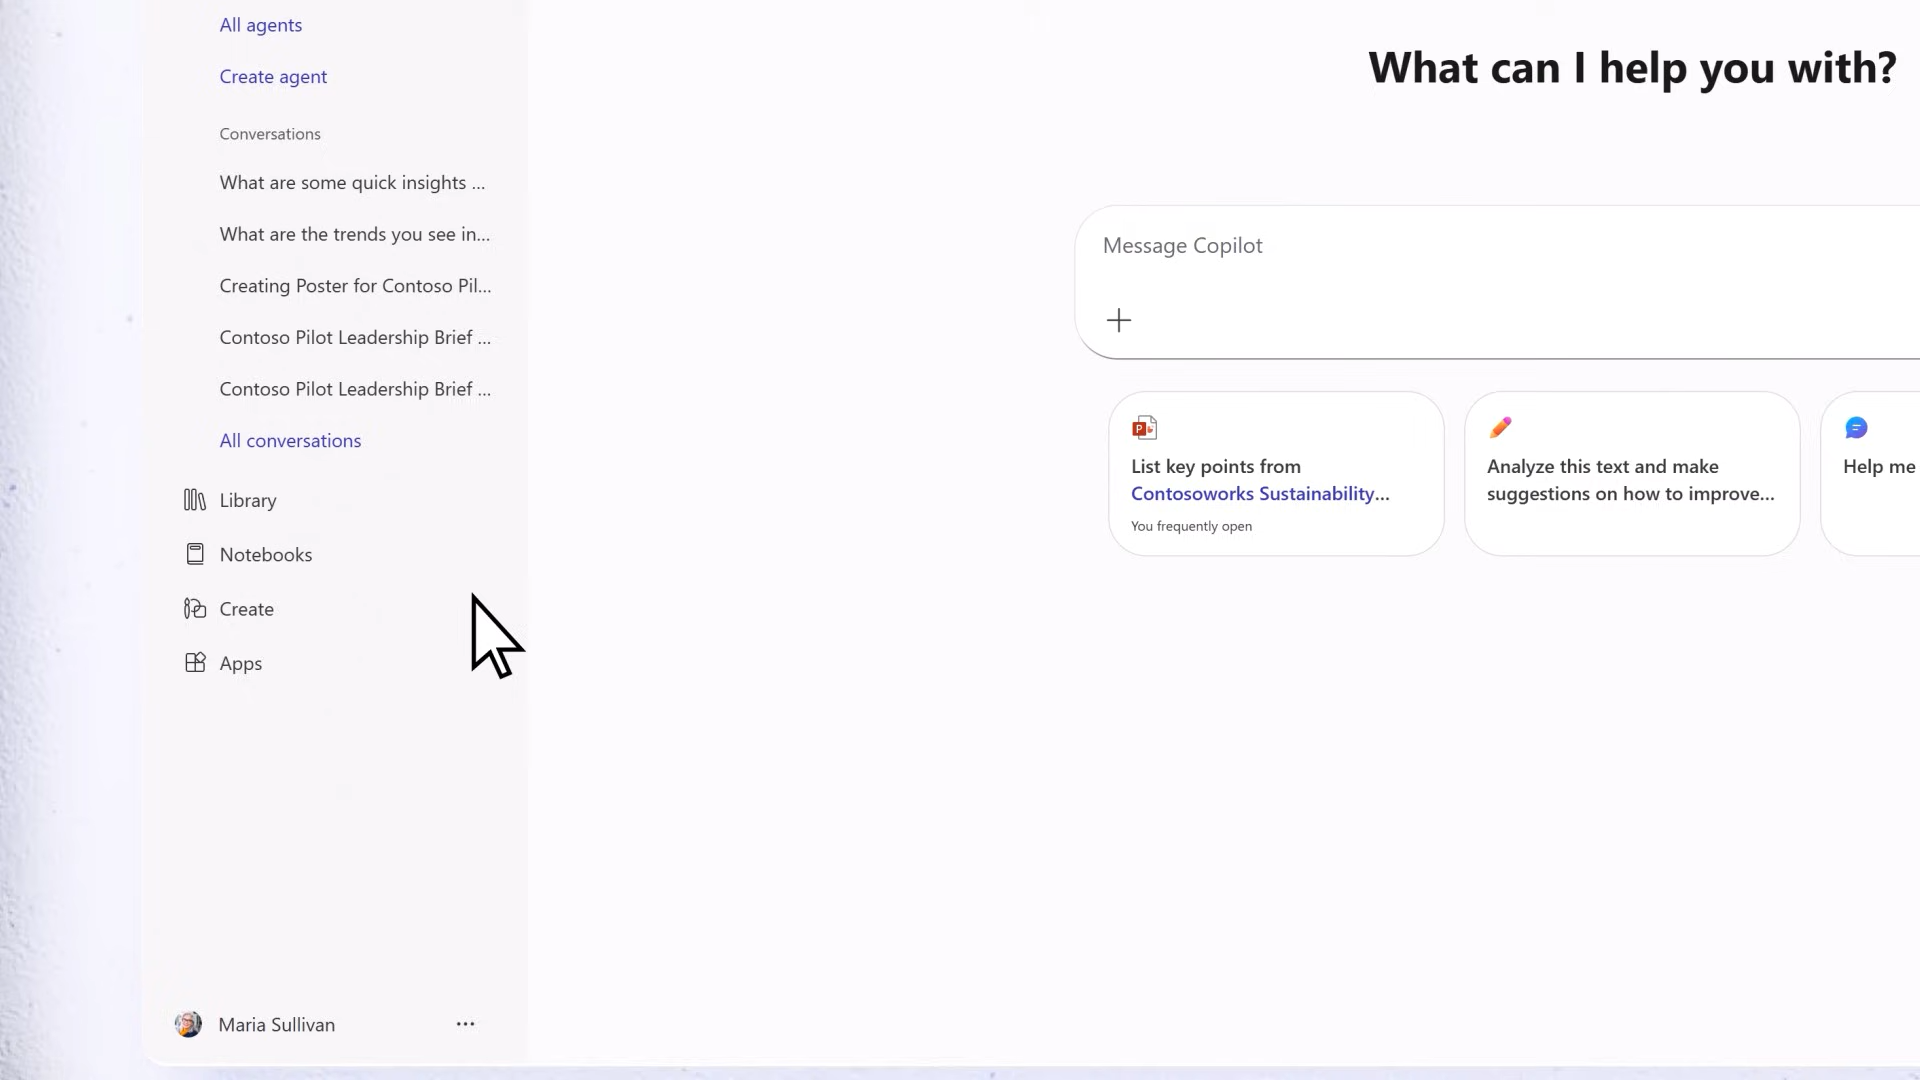 All agents
Create agent
Conversations
What are some quick insights ...
What are the trends you see in...
Creating Poster for Contoso Pil...
Contoso Pilot Leadership Brief ...
Contoso Pilot Leadership Brief ...
All conversations
Library
Notebooks
Create
Apps
Maria Sullivan
What can I help you with?
Message Copilot
List key points from
Contosoworks Sustainability...
You frequently open
Analyze this text and make
suggestions on how to improve...
Help me